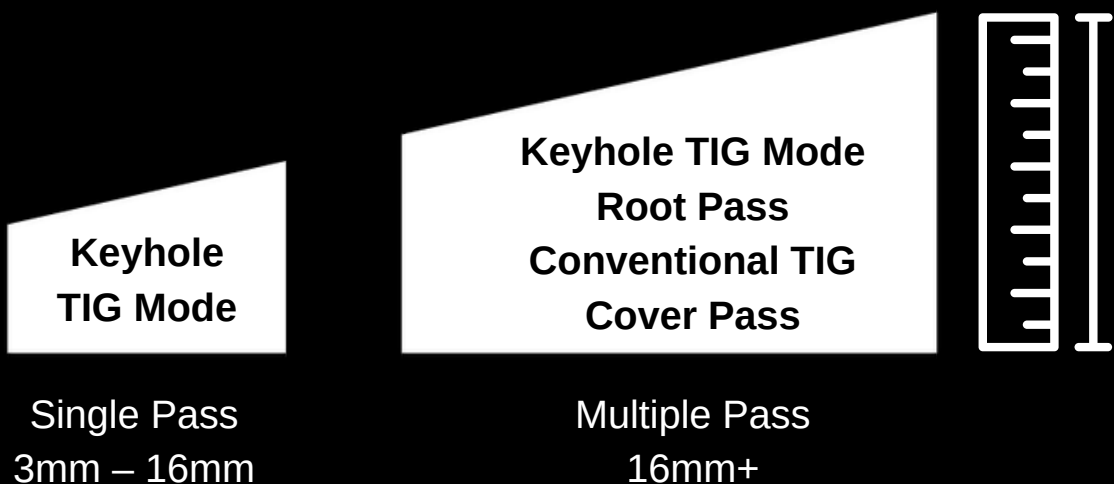 Keyhole
TIG Mode
Single Pass
3mm – 16mm
Keyhole TIG Mode
Root Pass
Conventional TIG
Cover Pass
Multiple Pass
16mm+